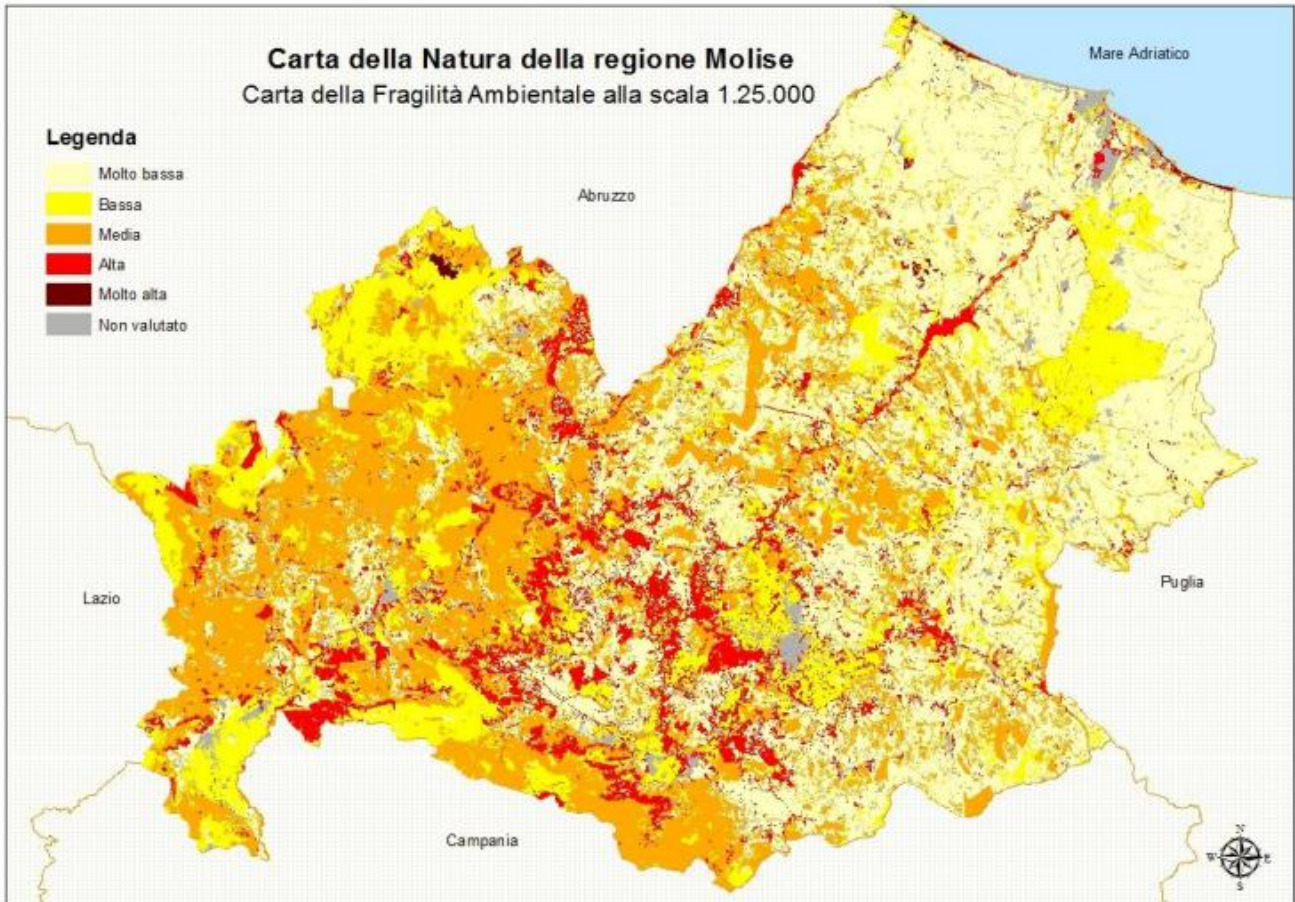 Carta della Natura della regione Molise
Carta della Fragilità Ambientale alla scala 1.25.000
Mare Adriatico
Legenda
Molto bassa
Bassa
Media
Alta
Molto alta
Non valutato
Abruzzo
Lazio
Puglia
Campania
N
W E
S